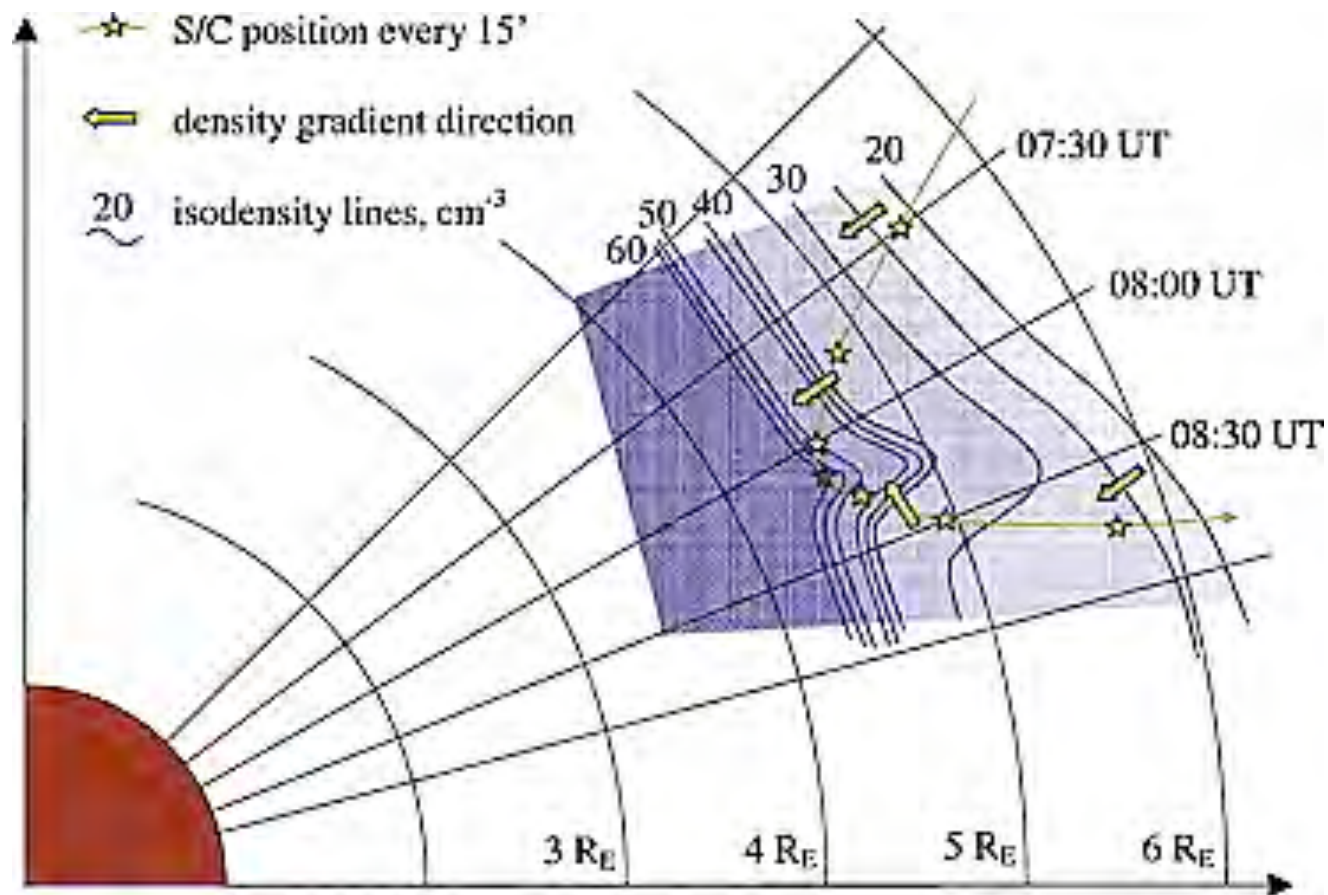 S/C position every 15'
density gradient direction
20 isodensity lines, cm⁻³
50 40 30 20
60
07:30 UT
08:00 UT
08:30 UT
3 R_E 4 R_E 5 R_E 6 R_E